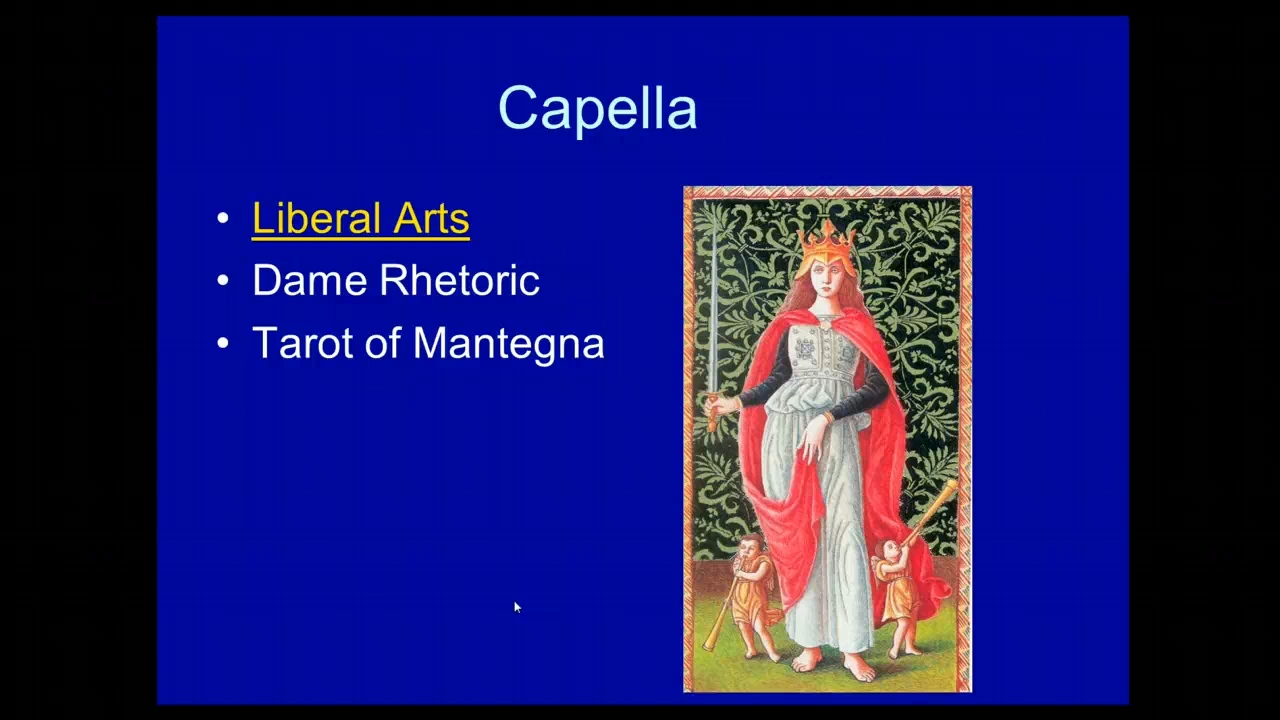 Capella
• Liberal Arts
• Dame Rhetoric
• Tarot of Mantegna